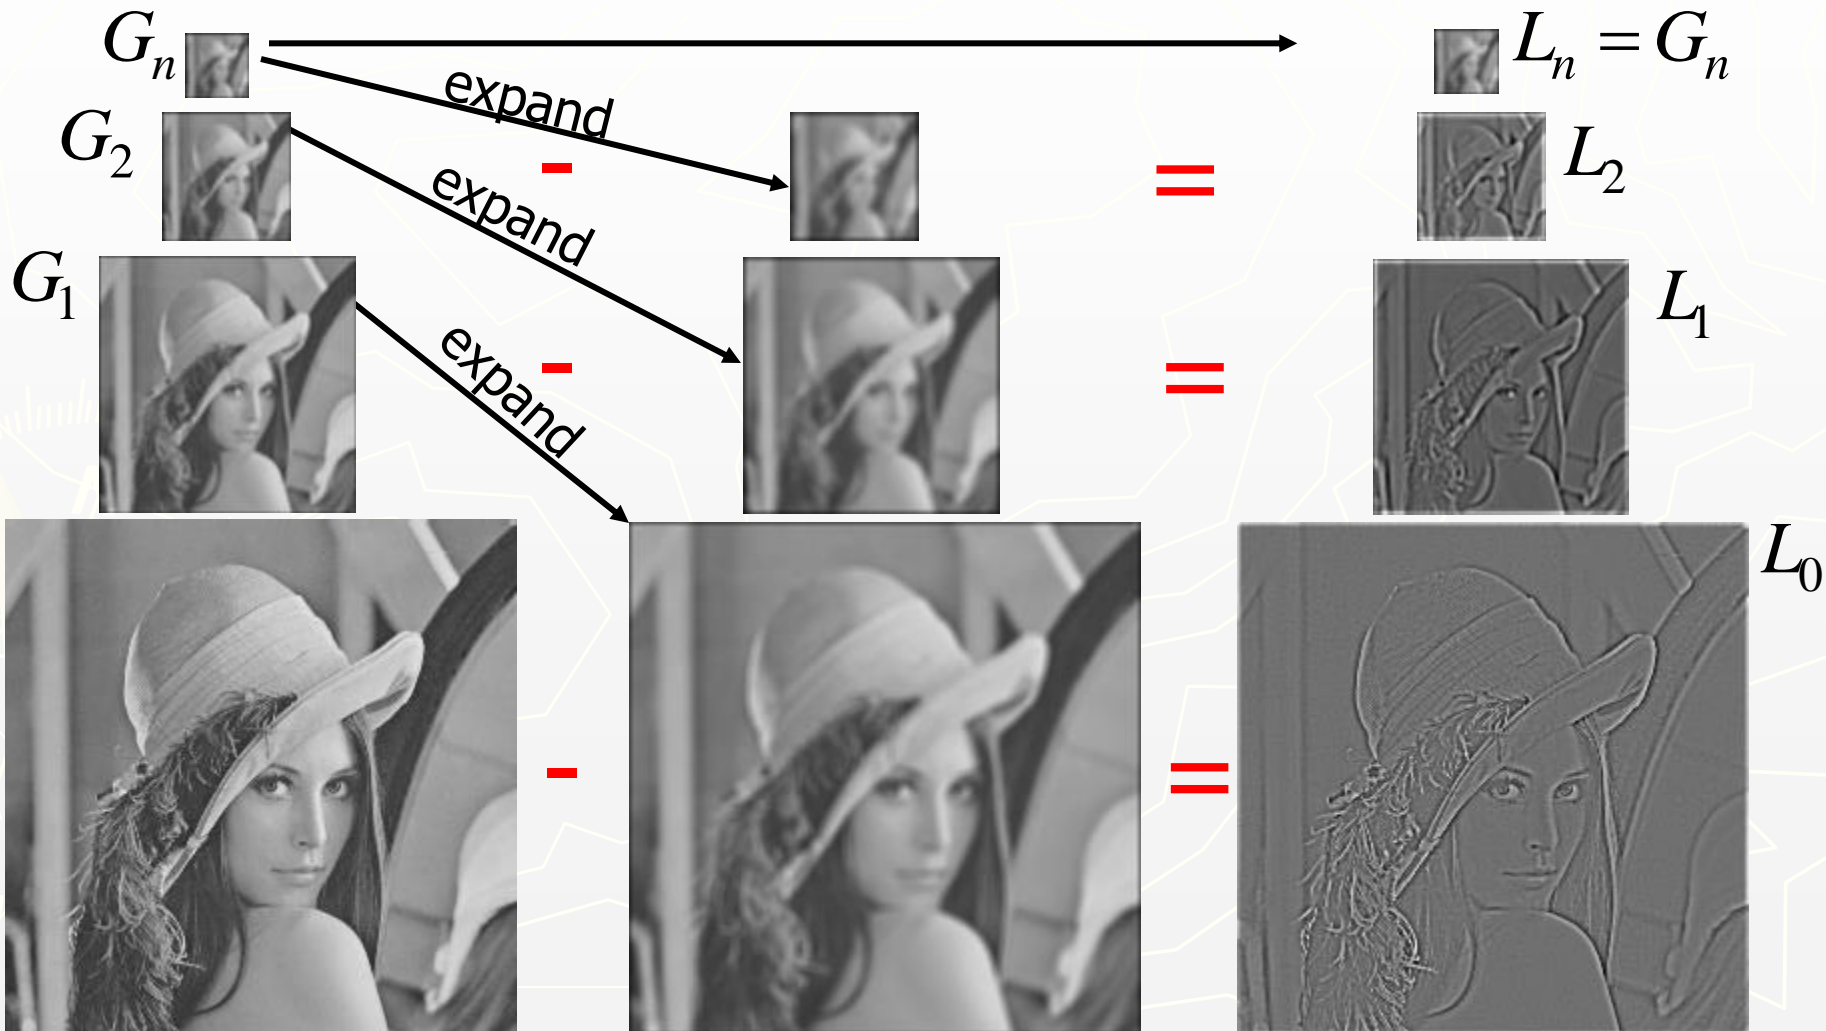 Gn
Ln = Gn
expand
G2
-
=
L2
expand
G1
-
=
L1
expand
L0
-
=